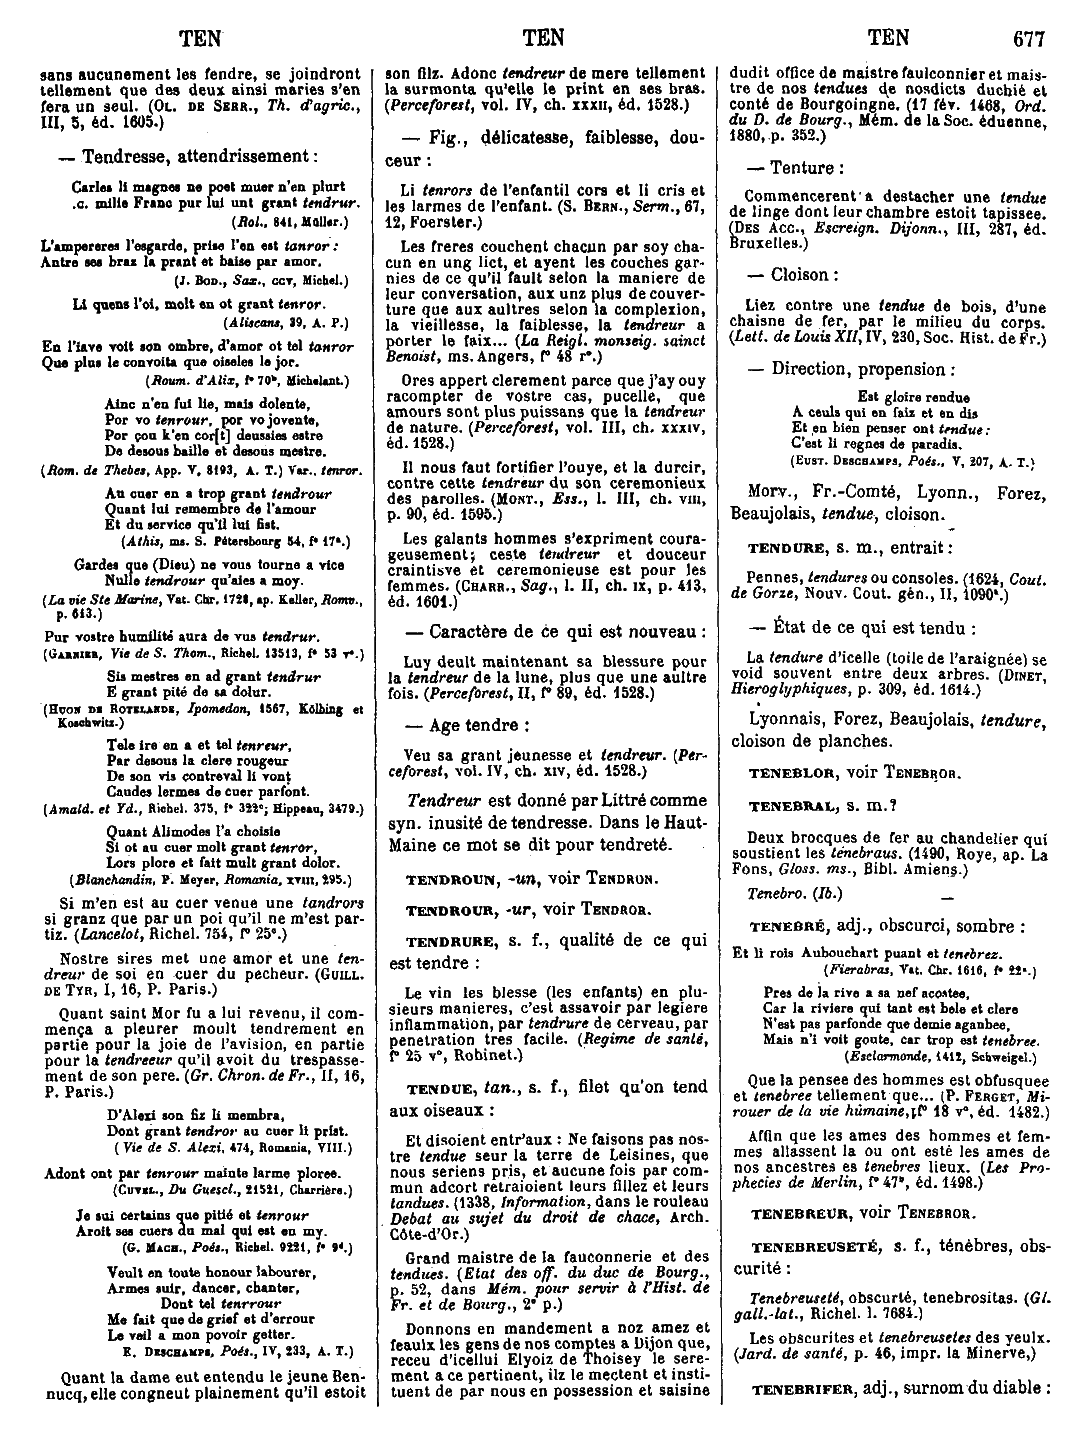 TEN TEN TEN 677
sans aucunement les fendre, se joindront
tellement que des deux ainsi maries s'en
fera un seul. (OL. DE SERR., Th. d'agric.,
III, 5, éd. 1605.)
— Tendresse, attendrissement :
Carles li magnes ne poet muer n'en plurt
.c. milie Franc pur lui unt grant tendrur.
(Rol., 841, Müller.)
L'ampereres l'esgarde, prise l'en est tanror :
Antre ses braz la prant et baise par amor.
(J. BOD., Sax., CCV, Michel.)
Li quens l'oi, molt en ot grant tenror.
(Aliscans, 39, A. P.)
En l'iave voit son ombre, d'amor ot tel tanror
Que plus le convoita que oiseles le jor.
(Roum. d'Alix, f° 70b, Michelant.)
Ainc n'en fui lie, mais dolente,
Por vo tenrour, por vo jovente,
Por çou k'en cor[t] deussies estre
De desous baille et desous mestre.
(Rom. de Thebes, App. V, 8193, A. T.) Var., tenror.
Au cuer en a trop grant tendrour
Quant lui remembre de l'amour
Et du service qu'il lui fist.
(Athis, ms. S. Pétersbourg 54, f° 17e.)
Gardes que (Dieu) ne vous tourne a vice
Nulle tendrour qu'aies a moy.
(La vie Ste Marine, Vat. Chr. 1728, ap. Keller, Romv.,
p. 613.)
Pur vostre humilité aura de vus tendrur.
(GARNIER, Vie de S. Thom., Richel. 13513, f° 53 r°.)
Sis mestres en ad grant tendrur
E grant pité de sa dolur.
(HUON DE ROTELANDE, Ipomedon, 1567, Kölbing et
Koschwitz.)
Tele ire en a et tel tenreur,
Par desous la clere rougeur
De son vis contreval li vont
Caudes lermes de cuer parfont.
(Amald. et Yd., Richel. 375, f° 322c; Hippeau, 3479.)
Quant Alimodes l'a choisie
Si ot au cuer molt grant tenror,
Lors plore et fait mult grant dolor.
(Blanchandin, P. Meyer, Romania, XVIII, 295.)
Si m'en est au cuer venue une tandrors
si granz que par un poi qu'il ne m'est par-
tiz. (Lancelot, Richel. 754, f° 25e.)
Nostre sires met une amor et une ten-
dreur de soi en cuer du pecheur. (GUILL.
DE TYR, I, 16, P. Paris.)
Quant saint Mor fu a lui revenu, il com-
mença a pleurer moult tendrement en
partie pour la joie de l'avision, en partie
pour la tendreeur qu'il avoit du trespasse-
ment de son pere. (Gr. Chron. de Fr., II, 16,
P. Paris.)
D'Alexi son fiz li membra,
Dont grant tendror au cuer li prist.
(Vie de S. Alexi, 474, Romania, VIII.)
Adont ont par tenrour mainte larme ploree.
(CUVEL., Du Guescl., 21521, Charrière.)
Je sui certains que pitié et tenrour
Aroit ses cuers du mal qui est en my.
(G. MACH., Poés., Richel. 9221, f° 9d.)
Veult en toute honour labourer,
Armes suir, dancer, chanter,
Dont tel tenrrour
Me fait que de grief et d'errour
Le veil a mon povoir getter.
E. DESCHAMPS, Poés., IV, 233, A. T.)
Quant la dame eut entendu le jeune Ben-
nucq, elle congneut plainement qu'il estoit
son filz. Adonc tendreur de mere tellement
la surmonta qu'elle le print en ses bras.
(Perceforest, vol. IV, ch. XXXII, éd. 1528.)
— Fig., délicatesse, faiblesse, dou-
ceur :
Li tenrors de l'enfantil cors et li cris et
les larmes de l'enfant. (S. BERN., Serm., 67,
12, Foerster.)
Les freres couchent chacun par soy cha-
cun en ung lict, et ayent les couches gar-
nies de ce qu'il fault selon la maniere de
leur conversation, aux unz plus de couver-
ture que aux aultres selon la complexion,
la vieillesse, la faiblesse, la tendreur a
porter le faix... (La Reigl. monseig. sainct
Benoist, ms. Angers, f° 48 r°.)
Ores appert clerement parce que j'ay ouy
racompter de vostre cas, pucelle, que
amours sont plus puissans que la tendreur
de nature. (Perceforest, vol. III, ch. XXXIV,
éd. 1528.)
Il nous faut fortifier l'ouye, et la durcir,
contre cette tendreur du son ceremonieux
des parolles. (MONT., Ess., l. III, ch. VIII,
p. 90, éd. 1595.)
Les galants hommes s'expriment coura-
geusement; ceste tendreur et douceur
craintisve et ceremonieuse est pour les
femmes. (CHARR., Sag., l. II, ch. IX, p. 413,
éd. 1601.)
— Caractère de ce qui est nouveau :
Luy deult maintenant sa blessure pour
la tendreur de la lune, plus que une aultre
fois. (Perceforest, II, f° 89, éd. 1528.)
— Age tendre :
Veu sa grant jeunesse et tendreur. (Per-
ceforest, vol. IV, ch. XIV, éd. 1528.)
Tendreur est donné par Littré comme
syn. inusité de tendresse. Dans le Haut-
Maine ce mot se dit pour tendreté.
TENDROUN, -un, voir TENDRON.
TENDROUR, -ur, voir TENDROR.
TENDRURE, s. f., qualité de ce qui
est tendre :
Le vin les blesse (les enfants) en plu-
sieurs manieres, c'est assavoir par legiere
inflammation, par tendrure de cerveau, par
penetration tres facile. (Regime de santé,
f° 25 v°, Robinet.)
TENDUE, tan., s. f., filet qu'on tend
aux oiseaux :
Et disoient entr'aux : Ne faisons pas nos-
tre tendue seur la terre de Leisines, que
nous seriens pris, et aucune fois par com-
mun adcort retraioient leurs fillez et leurs
tandues. (1338, Information, dans le rouleau
Debat au sujet du droit de chace, Arch.
Côte-d'Or.)
Grand maistre de la fauconnerie et des
tendues. (Etat des off. du duc de Bourg.,
p. 52, dans Mém. pour servir à l'Hist. de
Fr. et de Bourg., 2e p.)
Donnons en mandement a noz amez et
feaulx les gens de nos comptes a Dijon que,
receu d'icellui Elyoiz de Thoisey le sere-
ment a ce pertinent, ilz le mectent et insti-
tuent de par nous en possession et saisine
dudit office de maistre faulconnier et mais-
tre de nos tendues de nosdicts duchié et
conté de Bourgoingne. (17 fév. 1468, Ord.
du D. de Bourg., Mém. de la Soc. éduenne,
1880, p. 352.)
— Tenture :
Commencerent a destacher une tendue
de linge dont leur chambre estoit tapissee.
(DES ACC., Escreign. Dijonn., III, 287, éd.
Bruxelles.)
— Cloison :
Liez contre une tendue de bois, d'une
chaisne de fer, par le milieu du corps.
(Lett. de Louis XII, IV, 230, Soc. Hist. de Fr.)
— Direction, propension :
Est gloire rendue
A ceuls qui en faiz et en dis
Et en bien penser ont tendue :
C'est li regnes de paradis.
(EUST. DESCHAMPS, Poés., V, 207, A. T.)
Morv., Fr.-Comté, Lyonn., Forez,
Beaujolais, tendue, cloison.
TENDURE, s. m., entrait :
Pennes, tendures ou consoles. (1624, Cout.
de Gorze, Nouv. Cout. gén., II, 1090a.)
— État de ce qui est tendu :
La tendure d'icelle (toile de l'araignée) se
void souvent entre deux arbres. (DINET,
Hieroglyphiques, p. 309, éd. 1614.)
Lyonnais, Forez, Beaujolais, tendure,
cloison de planches.
TENEBLOR, voir TENEBROR.
TENEBRAL, s. m.?
Deux brocques de fer au chandelier qui
soustient les ténebraus. (1490, Roye, ap. La
Fons, Gloss. ms., Bibl. Amiens.)
Tenebro. (Ib.)
TENEBRÉ, adj., obscurci, sombre :
Et li rois Aubouchart puant et tenebrez.
(Fierabras, Vat. Chr. 1616, f° 22a.)
Pres de la rive a sa nef acostee,
Car la riviere qui tant est bele et clere
N'est pas parfonde que demie aganbee,
Mais n'i voit goute, car trop est tenebree.
(Esclarmonde, 1412, Schweigel.)
Que la pensee des hommes est obfusquee
et tenebree tellement que... (P. FERGET, Mi-
rouer de la vie humaine, f° 18 v°, éd. 1482.)
Affin que les ames des hommes et fem-
mes allassent la ou ont esté les ames de
nos ancestres es tenebres lieux. (Les Pro-
phecies de Merlin, f° 47a, éd. 1498.)
TENEBREUR, voir TENEBROR.
TENEBREUSETÉ, s. f., ténèbres, obs-
curité :
Tenebreuseté, obscurté, tenebrositas. (Gl.
gall.-lat., Richel. l. 7684.)
Les obscurites et tenebreusetes des yeulx.
(Jard. de santé, p. 46, impr. la Minerve,)
TENEBRIFER, adj., surnom du diable :